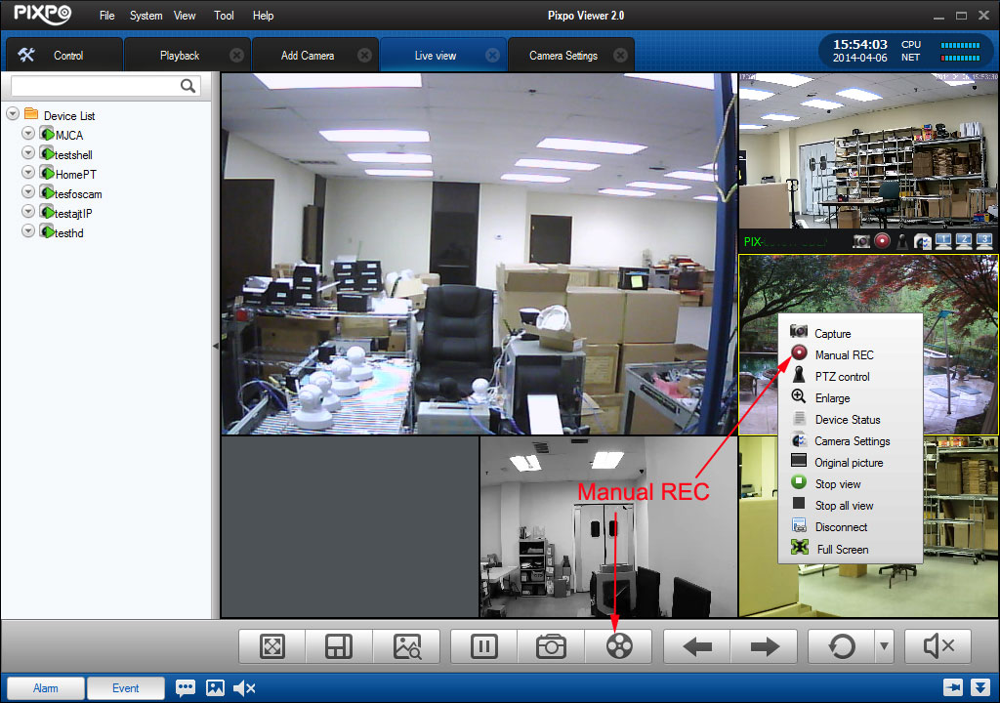 PIXPO File System View Tool Help Pixpo Viewer 2.0
Control Playback Add Camera Live view Camera Settings
15:54:03 CPU
2014-04-06 NET
Device List
MJCA
testshell
HomePT
tesfoscam
testajtIP
testhd
PIX-
1 2 3
Capture
Manual REC
PTZ control
Enlarge
Device Status
Camera Settings
Original picture
Stop view
Stop all view
Disconnect
Full Screen
Manual REC
Alarm Event